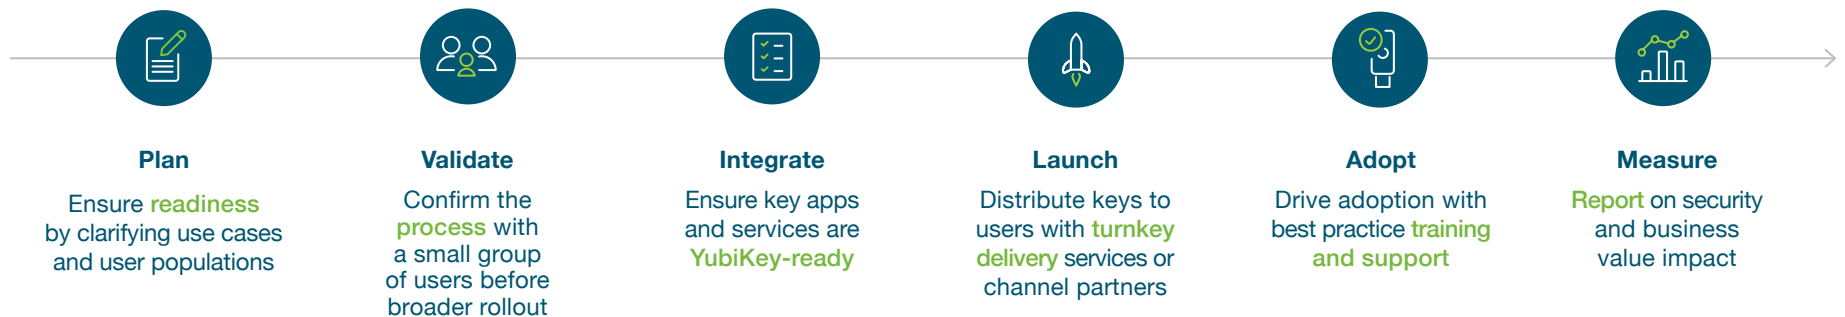 Plan
Ensure readiness
by clarifying use cases
and user populations
Validate
Confirm the
process with
a small group
of users before
broader rollout
Integrate
Ensure key apps
and services are
YubiKey-ready
Launch
Distribute keys to
users with turnkey
delivery services or
channel partners
Adopt
Drive adoption with
best practice training
and support
Measure
Report on security
and business
value impact